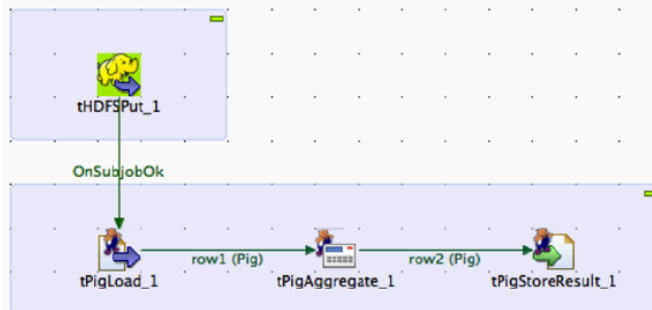 tHDFSPut_1
OnSubjobOk
row1 (Pig)
row2 (Pig)
tPigLoad_1
tPigAggregate_1
tPigStoreResult_1